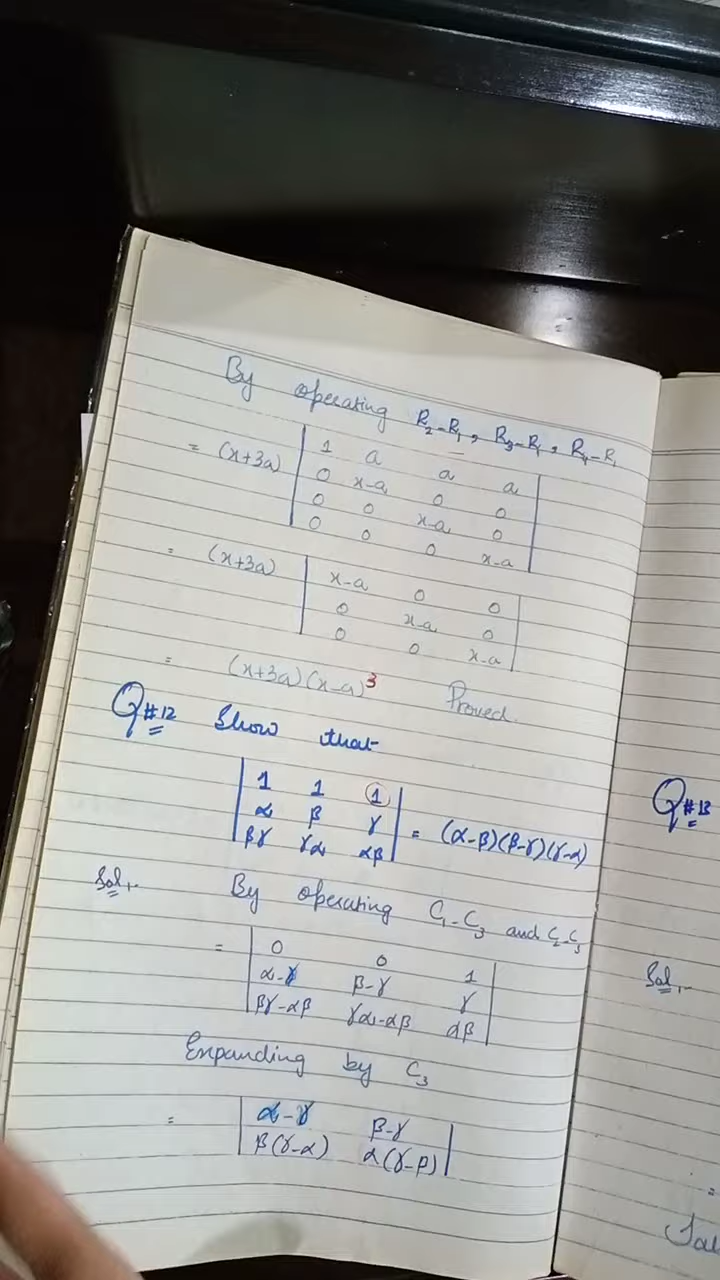 By operating R₂-R₁, R₃-R₁, R₄-R₁
= (x+3a) | 1 a a a |
| 0 x-a 0 0 |
| 0 0 x-a 0 |
| 0 0 0 x-a |
= (x+3a) | x-a 0 0 |
| 0 x-a 0 |
| 0 0 x-a |
= (x+3a)(x-a)³ Proved.
Q#12 Show that
| 1 1 1 |
| α β γ | = (α-β)(β-γ)(γ-α)
| βγ γα αβ |
Sol,. By operating C₁-C₃ and C₂-C₃
= | 0 0 1 |
| α-γ β-γ γ |
| βγ-αβ γα-αβ αβ |
Expanding by C₃
= | α-γ β-γ |
| β(γ-α) α(γ-β) |
Q#13
Sol,.
=